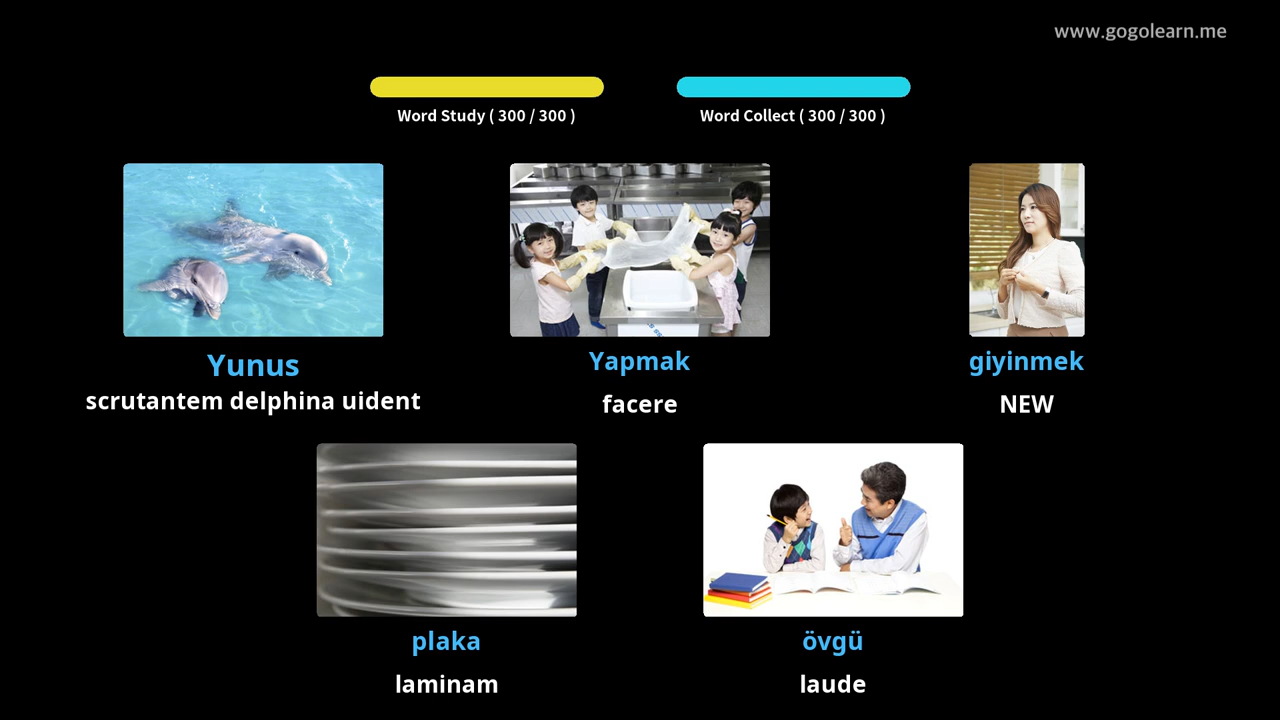 www.gogolearn.me
Word Study ( 300 / 300 )
Word Collect ( 300 / 300 )
Yunus
scrutantem delphina uident
Yapmak
facere
giyinmek
NEW
plaka
laminam
övgü
laude